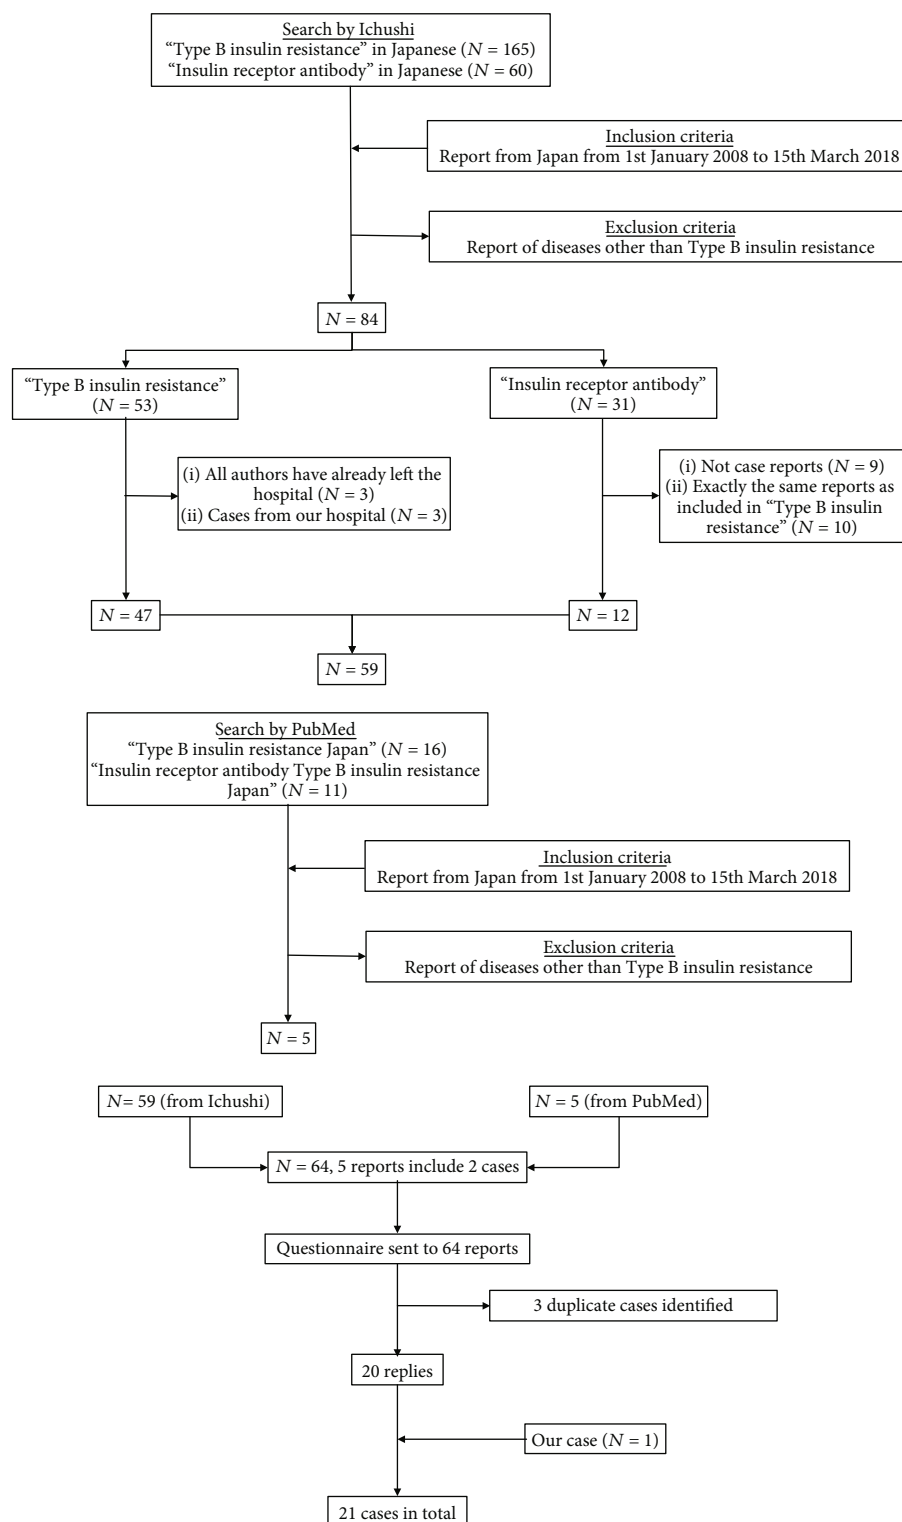 Search by Ichushi
“Type B insulin resistance” in Japanese (N = 165)
“Insulin receptor antibody” in Japanese (N = 60)
Inclusion criteria
Report from Japan from 1st January 2008 to 15th March 2018
Exclusion criteria
Report of diseases other than Type B insulin resistance
N = 84
“Type B insulin resistance”
(N = 53)
“Insulin receptor antibody”
(N = 31)
(i) All authors have already left the
hospital (N = 3)
(ii) Cases from our hospital (N = 3)
(i) Not case reports (N = 9)
(ii) Exactly the same reports as
included in “Type B insulin
resistance” (N = 10)
N = 47
N = 12
N = 59
Search by PubMed
“Type B insulin resistance Japan” (N = 16)
“Insulin receptor antibody Type B insulin resistance
Japan” (N = 11)
Inclusion criteria
Report from Japan from 1st January 2008 to 15th March 2018
Exclusion criteria
Report of diseases other than Type B insulin resistance
N = 5
N= 59 (from Ichushi)
N = 5 (from PubMed)
N = 64, 5 reports include 2 cases
Questionnaire sent to 64 reports
3 duplicate cases identified
20 replies
Our case (N = 1)
21 cases in total